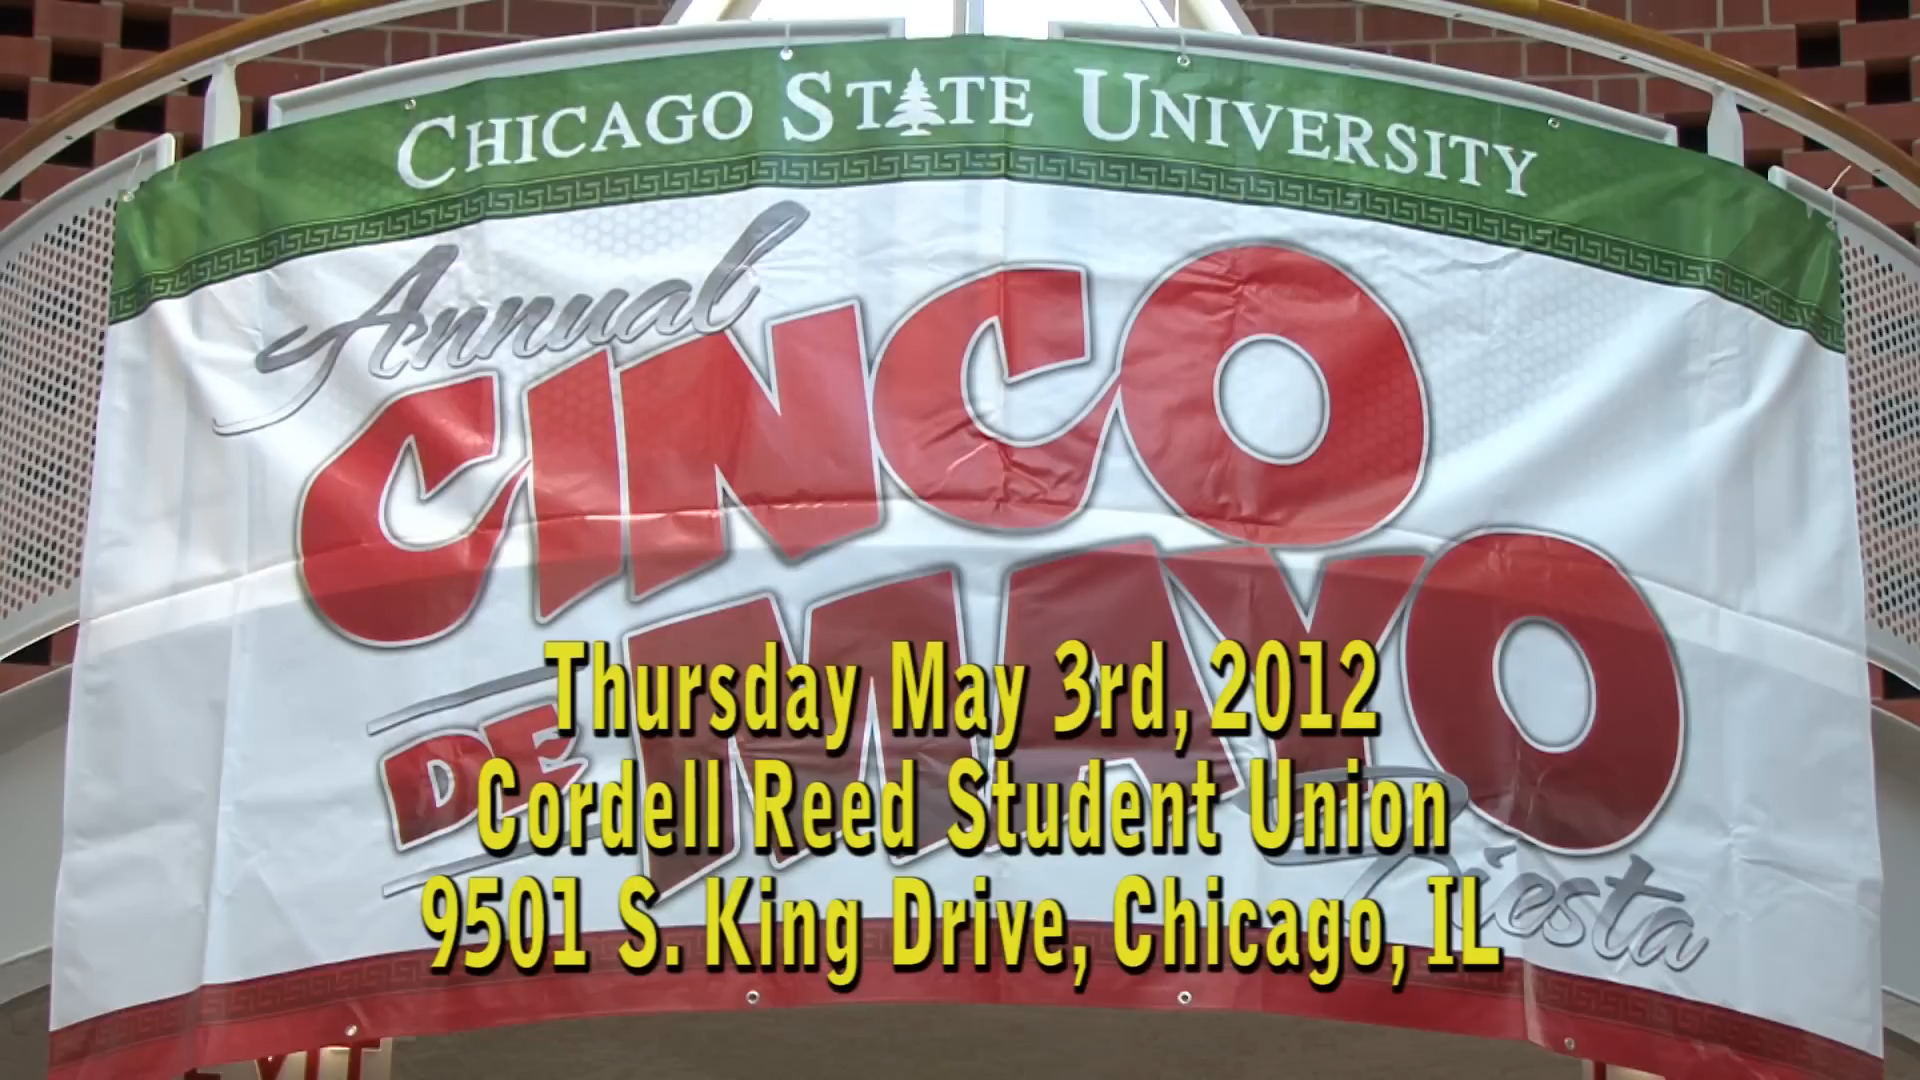 CHICAGO STATE UNIVERSITY
Annual
CINCO
DE MAYO
Fiesta
Thursday May 3rd, 2012
Cordell Reed Student Union
9501 S. King Drive, Chicago, IL
EXIT